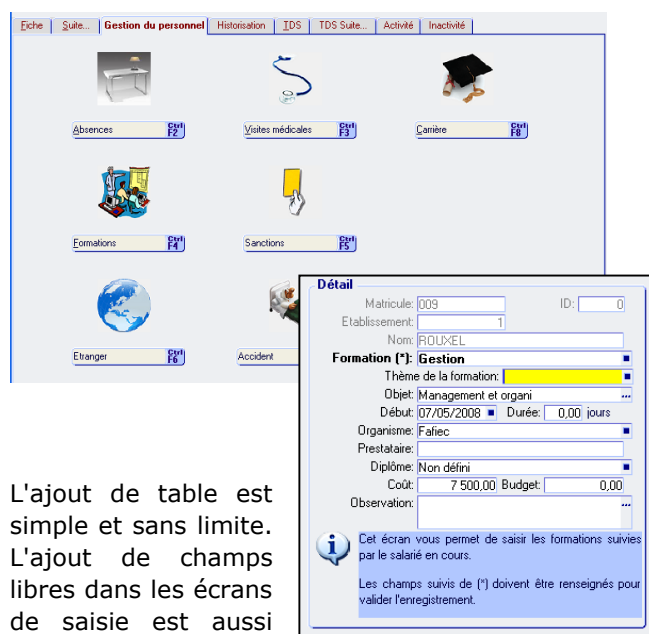 Fiche Suite... Gestion du personnel Historisation TDS TDS Suite... Activité Inactivité
Absences Ctrl F2 Visites médicales Ctrl F3 Carrière Ctrl F8
Formations Ctrl F4 Sanctions Ctrl F5
Etranger Ctrl F6 Accident
Détail
Matricule: 009 ID: 0
Etablissement: 1
Nom: ROUXEL
Formation (*): Gestion
Thème de la formation:
Objet: Management et organi ...
Début: 07/05/2008 Durée: 0,00 jours
Organisme: Fafiec
Prestataire:
Diplôme: Non défini
Coût: 7 500,00 Budget: 0,00
Observation: ...
Cet écran vous permet de saisir les formations suivies
par le salarié en cours.
Les champs suivis de (*) doivent être renseignés pour
valider l'enregistrement.
L'ajout de table est
simple et sans limite.
L'ajout de champs
libres dans les écrans
de saisie est aussi